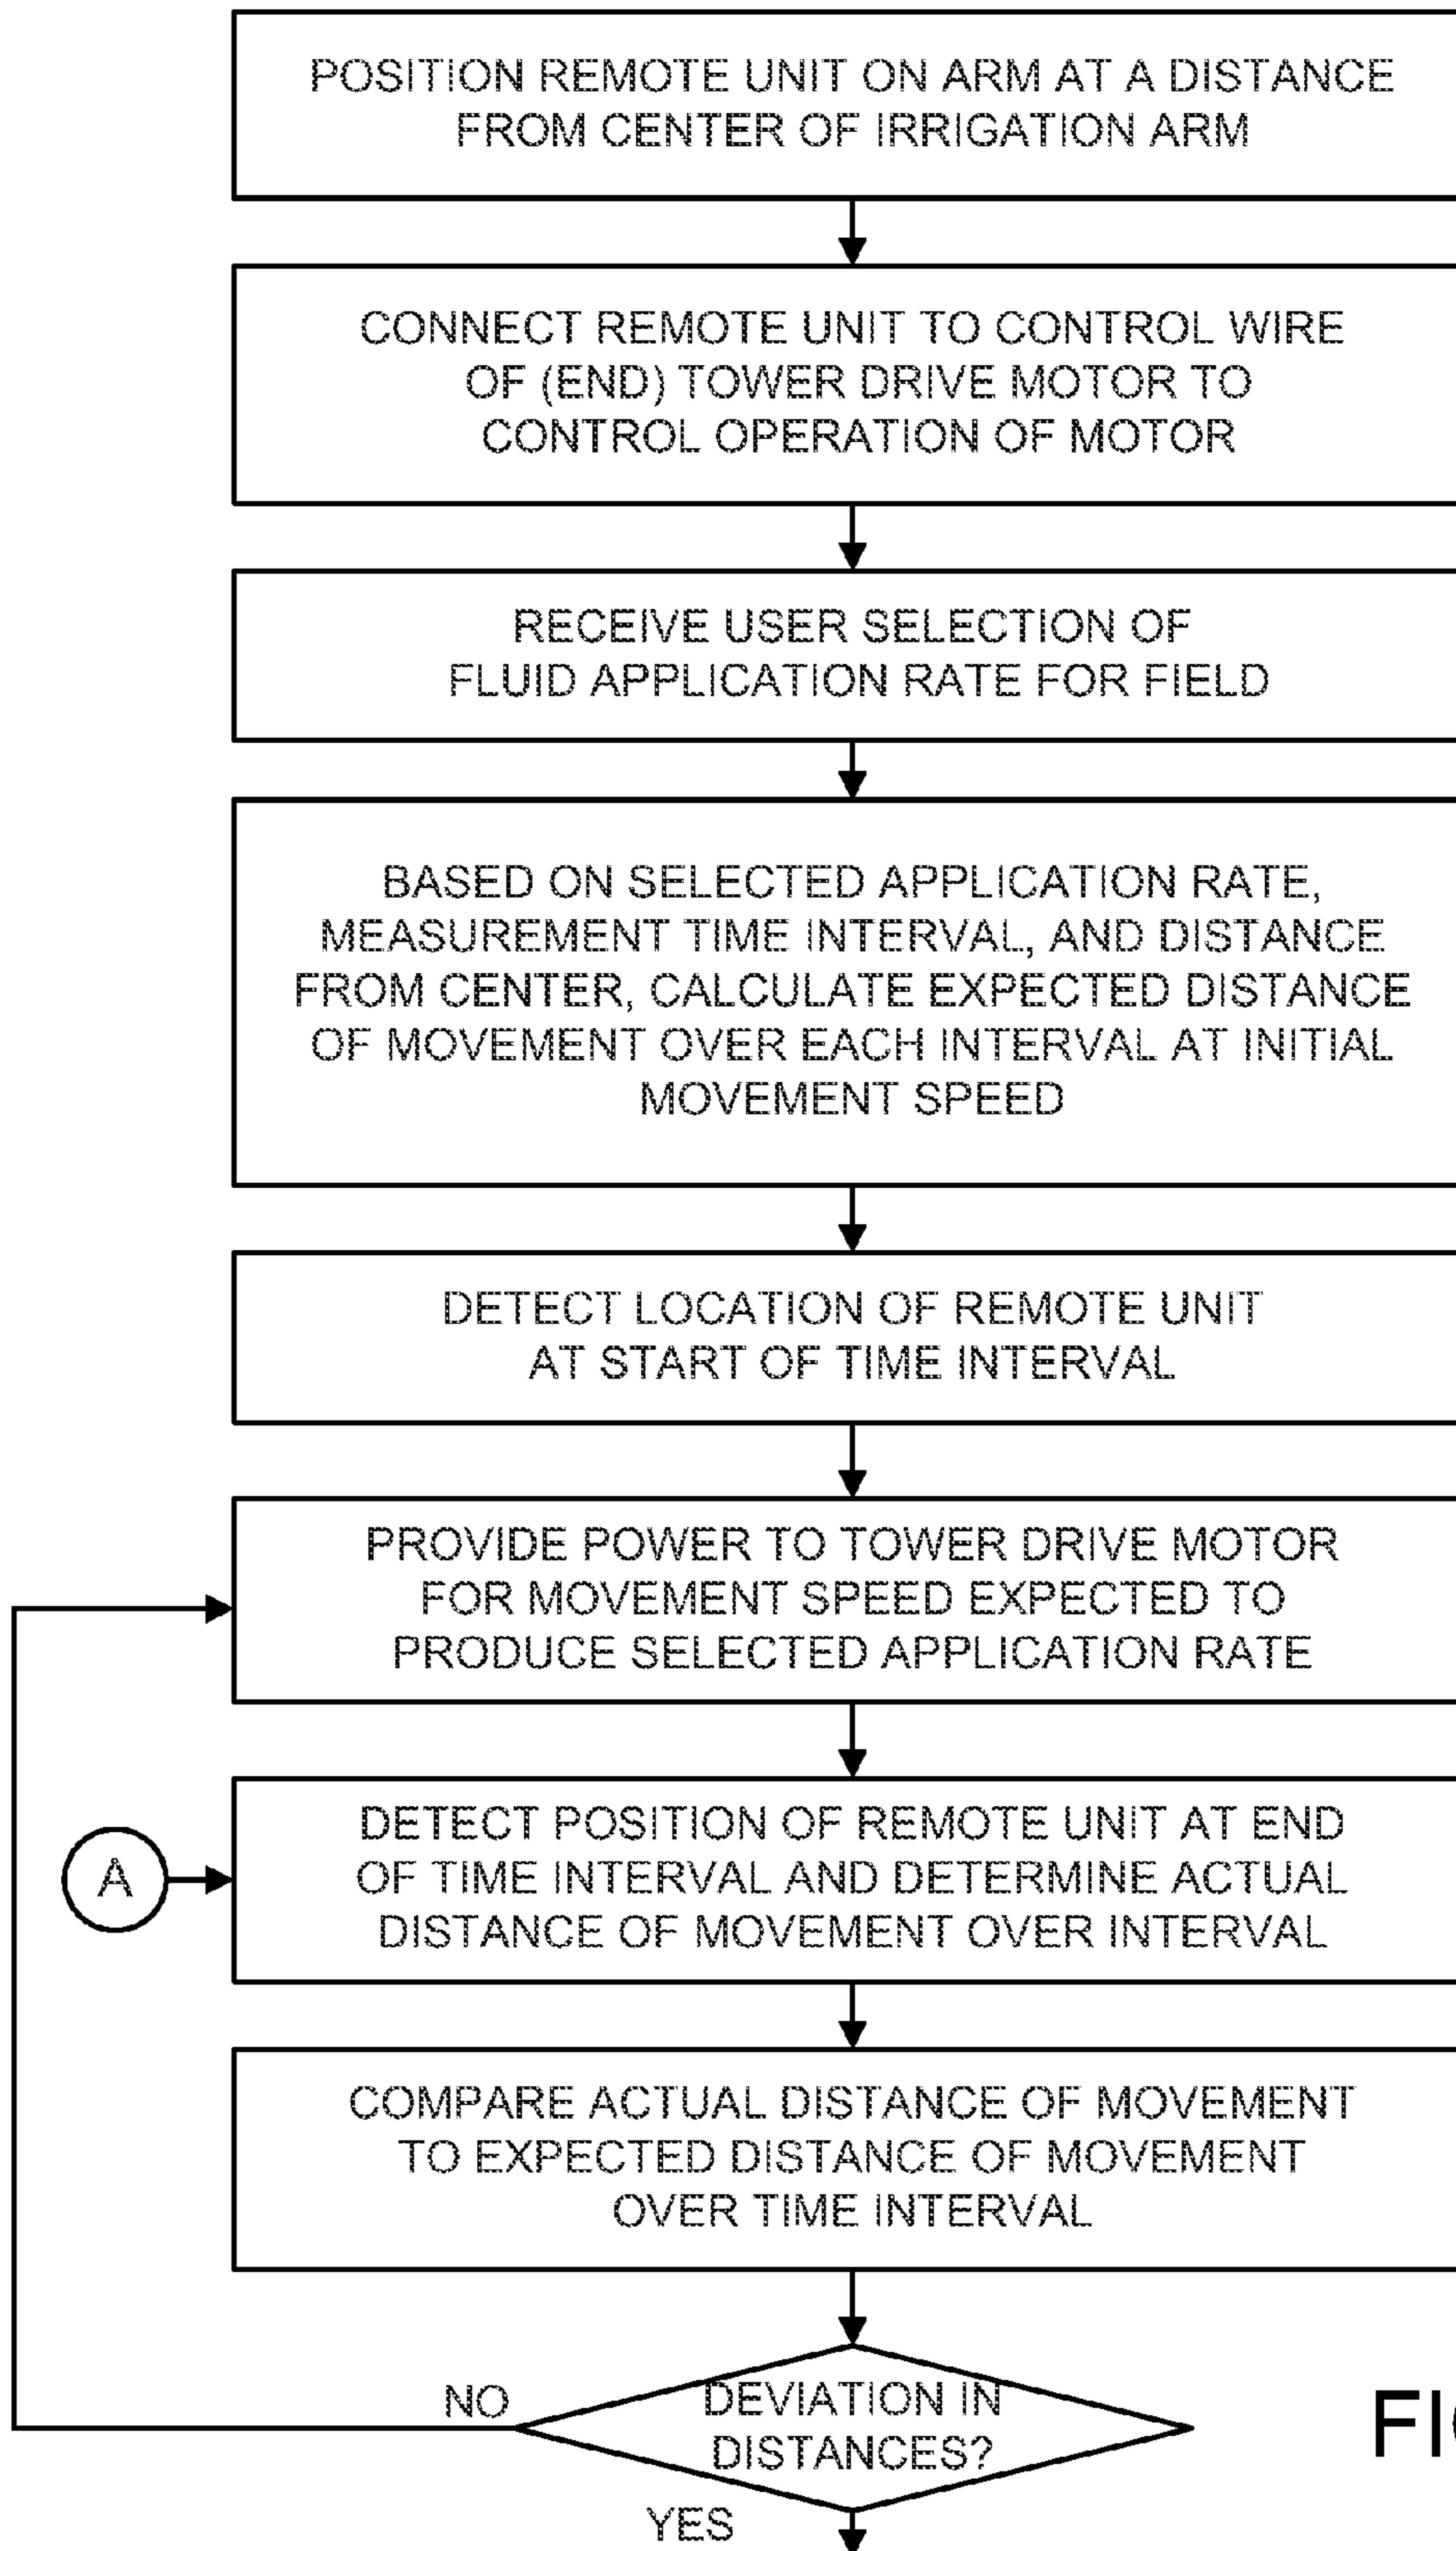 POSITION REMOTE UNIT ON ARM AT A DISTANCE
FROM CENTER OF IRRIGATION ARM
CONNECT REMOTE UNIT TO CONTROL WIRE
OF (END) TOWER DRIVE MOTOR TO
CONTROL OPERATION OF MOTOR
RECEIVE USER SELECTION OF
FLUID APPLICATION RATE FOR FIELD
BASED ON SELECTED APPLICATION RATE,
MEASUREMENT TIME INTERVAL, AND DISTANCE
FROM CENTER, CALCULATE EXPECTED DISTANCE
OF MOVEMENT OVER EACH INTERVAL AT INITIAL
MOVEMENT SPEED
DETECT LOCATION OF REMOTE UNIT
AT START OF TIME INTERVAL
PROVIDE POWER TO TOWER DRIVE MOTOR
FOR MOVEMENT SPEED EXPECTED TO
PRODUCE SELECTED APPLICATION RATE
A
DETECT POSITION OF REMOTE UNIT AT END
OF TIME INTERVAL AND DETERMINE ACTUAL
DISTANCE OF MOVEMENT OVER INTERVAL
COMPARE ACTUAL DISTANCE OF MOVEMENT
TO EXPECTED DISTANCE OF MOVEMENT
OVER TIME INTERVAL
NO
DEVIATION IN
DISTANCES?
YES